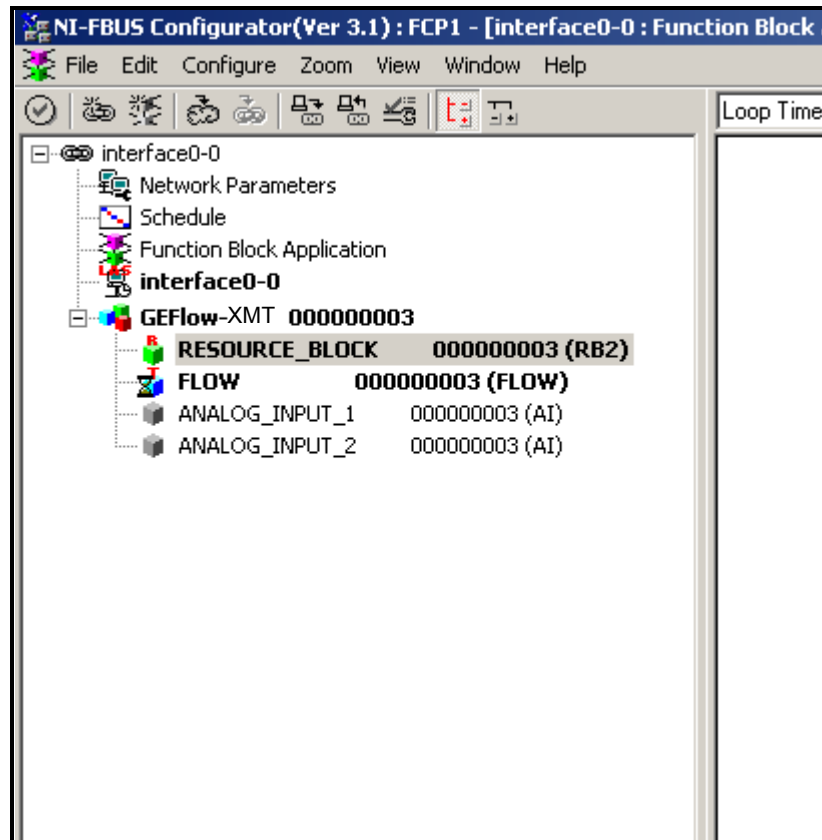 NI-FBUS Configurator(Ver 3.1) : FCP1 - [interface0-0 : Function Block
File Edit Configure Zoom View Window Help
Loop Time
interface0-0
Network Parameters
Schedule
Function Block Application
LAS
interface0-0
GEFlow-XMT 000000003
R
RESOURCE_BLOCK 000000003 (RB2)
T
FLOW 000000003 (FLOW)
ANALOG_INPUT_1 000000003 (AI)
ANALOG_INPUT_2 000000003 (AI)